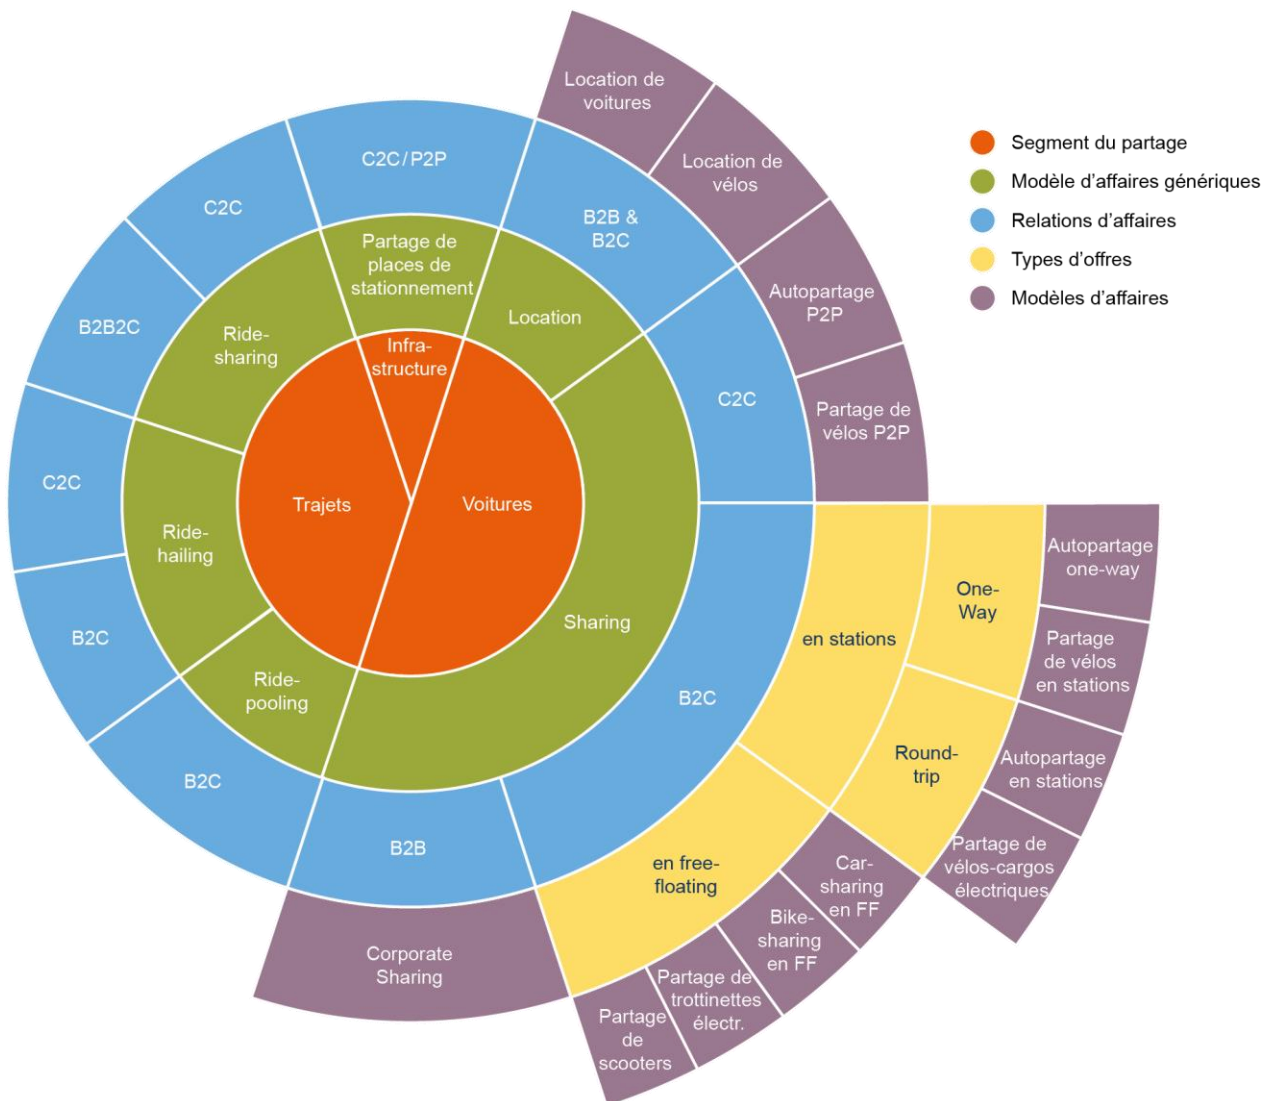 Location de
voitures
Location de
vélos
Autopartage
P2P
Partage de
vélos P2P
Segment du partage
Modèle d’affaires génériques
Relations d’affaires
Types d’offres
Modèles d’affaires
C2C / P2P
C2C
B2B2C
C2C
B2C
B2C
B2B
B2B &
B2C
C2C
B2C
Partage de
places de
stationnement
Location
Ride-
sharing
Ride-
hailing
Ride-
pooling
Sharing
Infra-
structure
Trajets
Voitures
en stations
en free-
floating
One-
Way
Round-
trip
Autopartage
one-way
Partage
de vélos
en stations
Autopartage
en stations
Partage de
vélos-cargos
électriques
Car-
sharing
en FF
Bike-
sharing
en FF
Partage de
trottinettes
électr.
Partage
de
scooters
Corporate
Sharing